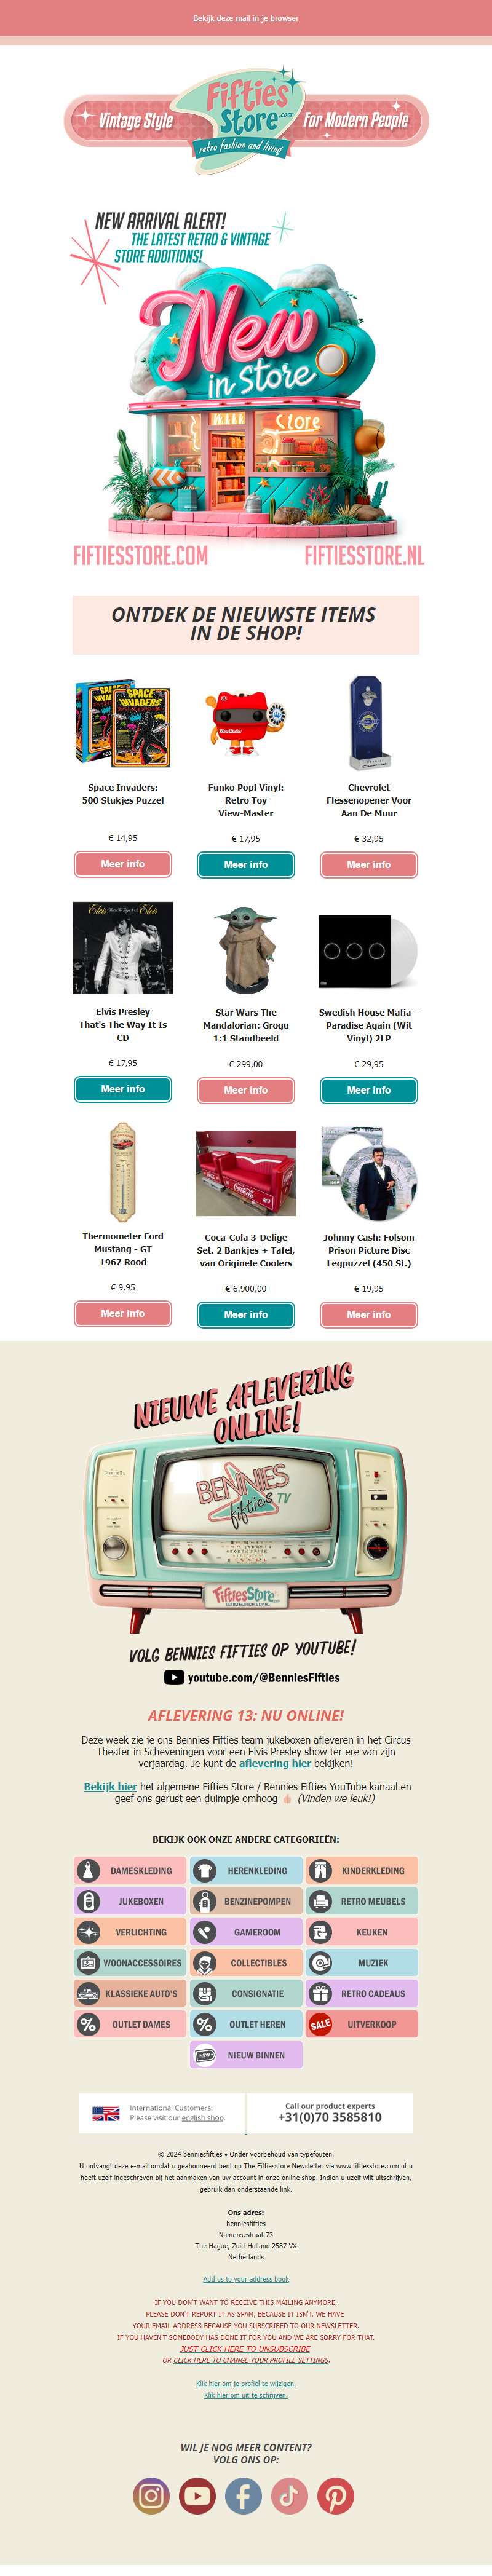 Bekijk deze mail in je browser
Vintage Style
Fifties
Store.com
retro fashion and living
For Modern People
NEW ARRIVAL ALERT!
THE LATEST RETRO & VINTAGE
STORE ADDITIONS!
New
in Store
Store
FIFTIESSTORE.COM
FIFTIESSTORE.NL
ONTDEK DE NIEUWSTE ITEMS
IN DE SHOP!
SPACE INVADERS
SPACE INVADERS
500
Space Invaders:
500 Stukjes Puzzel
€ 14,95
Meer info
Funko Pop! Vinyl:
Retro Toy
View-Master
€ 17,95
Meer info
Chevrolet
Flessenopener Voor
Aan De Muur
€ 32,95
Meer info
Elvis That's The Way It Is Elvis
Elvis Presley
That's The Way It Is
CD
€ 17,95
Meer info
Star Wars The
Mandalorian: Grogu
1:1 Standbeeld
€ 299,00
Meer info
Swedish House Mafia –
Paradise Again (Wit
Vinyl) 2LP
€ 29,95
Meer info
Thermometer Ford
Mustang - GT
1967 Rood
€ 9,95
Meer info
Coca-Cola
Coca-Cola 3-Delige
Set. 2 Bankjes + Tafel,
van Originele Coolers
€ 6.900,00
Meer info
Johnny Cash: Folsom
Prison Picture Disc
Legpuzzel (450 St.)
€ 19,95
Meer info
NIEUWE AFLEVERING
ONLINE!
BENNIES
fifties TV
FiftiesStore
RETRO FASHION & LIVING
VOLG BENNIES FIFTIES OP YOUTUBE!
youtube.com/@BenniesFifties
AFLEVERING 13: NU ONLINE!
Deze week zie je ons Bennies Fifties team jukeboxen afleveren in het Circus
Theater in Scheveningen voor een Elvis Presley show ter ere van zijn
verjaardag. Je kunt de aflevering hier bekijken!
Bekijk hier het algemene Fifties Store / Bennies Fifties YouTube kanaal en
geef ons gerust een duimpje omhoog 👍🏻 (Vinden we leuk!)
BEKIJK OOK ONZE ANDERE CATEGORIEËN:
DAMESKLEDING
HERENKLEDING
KINDERKLEDING
JUKEBOXEN
BENZINEPOMPEN
RETRO MEUBELS
VERLICHTING
GAMEROOM
KEUKEN
WOONACCESSOIRES
COLLECTIBLES
MUZIEK
KLASSIEKE AUTO'S
CONSIGNATIE
RETRO CADEAUS
OUTLET DAMES
OUTLET HEREN
SALE
UITVERKOOP
NEW
NIEUW BINNEN
International Customers:
Please visit our english shop.
Call our product experts
+31(0)70 3585810
© 2024 benniesfifties • Onder voorbehoud van typefouten.
U ontvangt deze e-mail omdat u geabonneerd bent op The Fiftiesstore Newsletter via www.fiftiesstore.com of u
heeft uzelf ingeschreven bij het aanmaken van uw account in onze online shop. Indien u uzelf wilt uitschrijven,
gebruik dan onderstaande link.
Ons adres:
benniesfifties
Namensestraat 73
The Hague, Zuid-Holland 2587 VX
Netherlands
Add us to your address book
IF YOU DON'T WANT TO RECEIVE THIS MAILING ANYMORE,
PLEASE DON'T REPORT IT AS SPAM, BECAUSE IT ISN'T. WE HAVE
YOUR EMAIL ADDRESS BECAUSE YOU SUBSCRIBED TO OUR NEWSLETTER.
IF YOU HAVEN'T SOMEBODY HAS DONE IT FOR YOU AND WE ARE SORRY FOR THAT.
JUST CLICK HERE TO UNSUBSCRIBE
OR CLICK HERE TO CHANGE YOUR PROFILE SETTINGS.
Klik hier om je profiel te wijzigen.
Klik hier om uit te schrijven.
WIL JE NOG MEER CONTENT?
VOLG ONS OP: